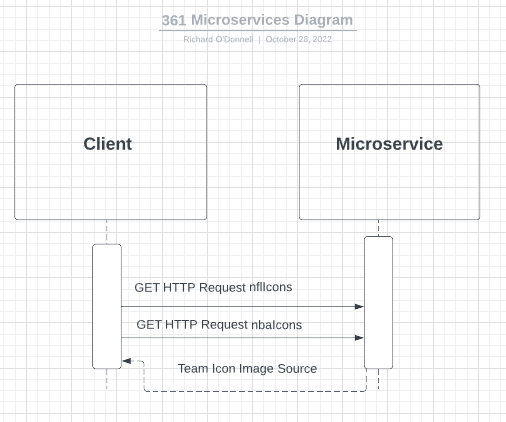 361 Microservices Diagram
Richard O'Donnell | October 28, 2022
Client
Microservice
GET HTTP Request nflIcons
GET HTTP Request nbaIcons
Team Icon Image Source